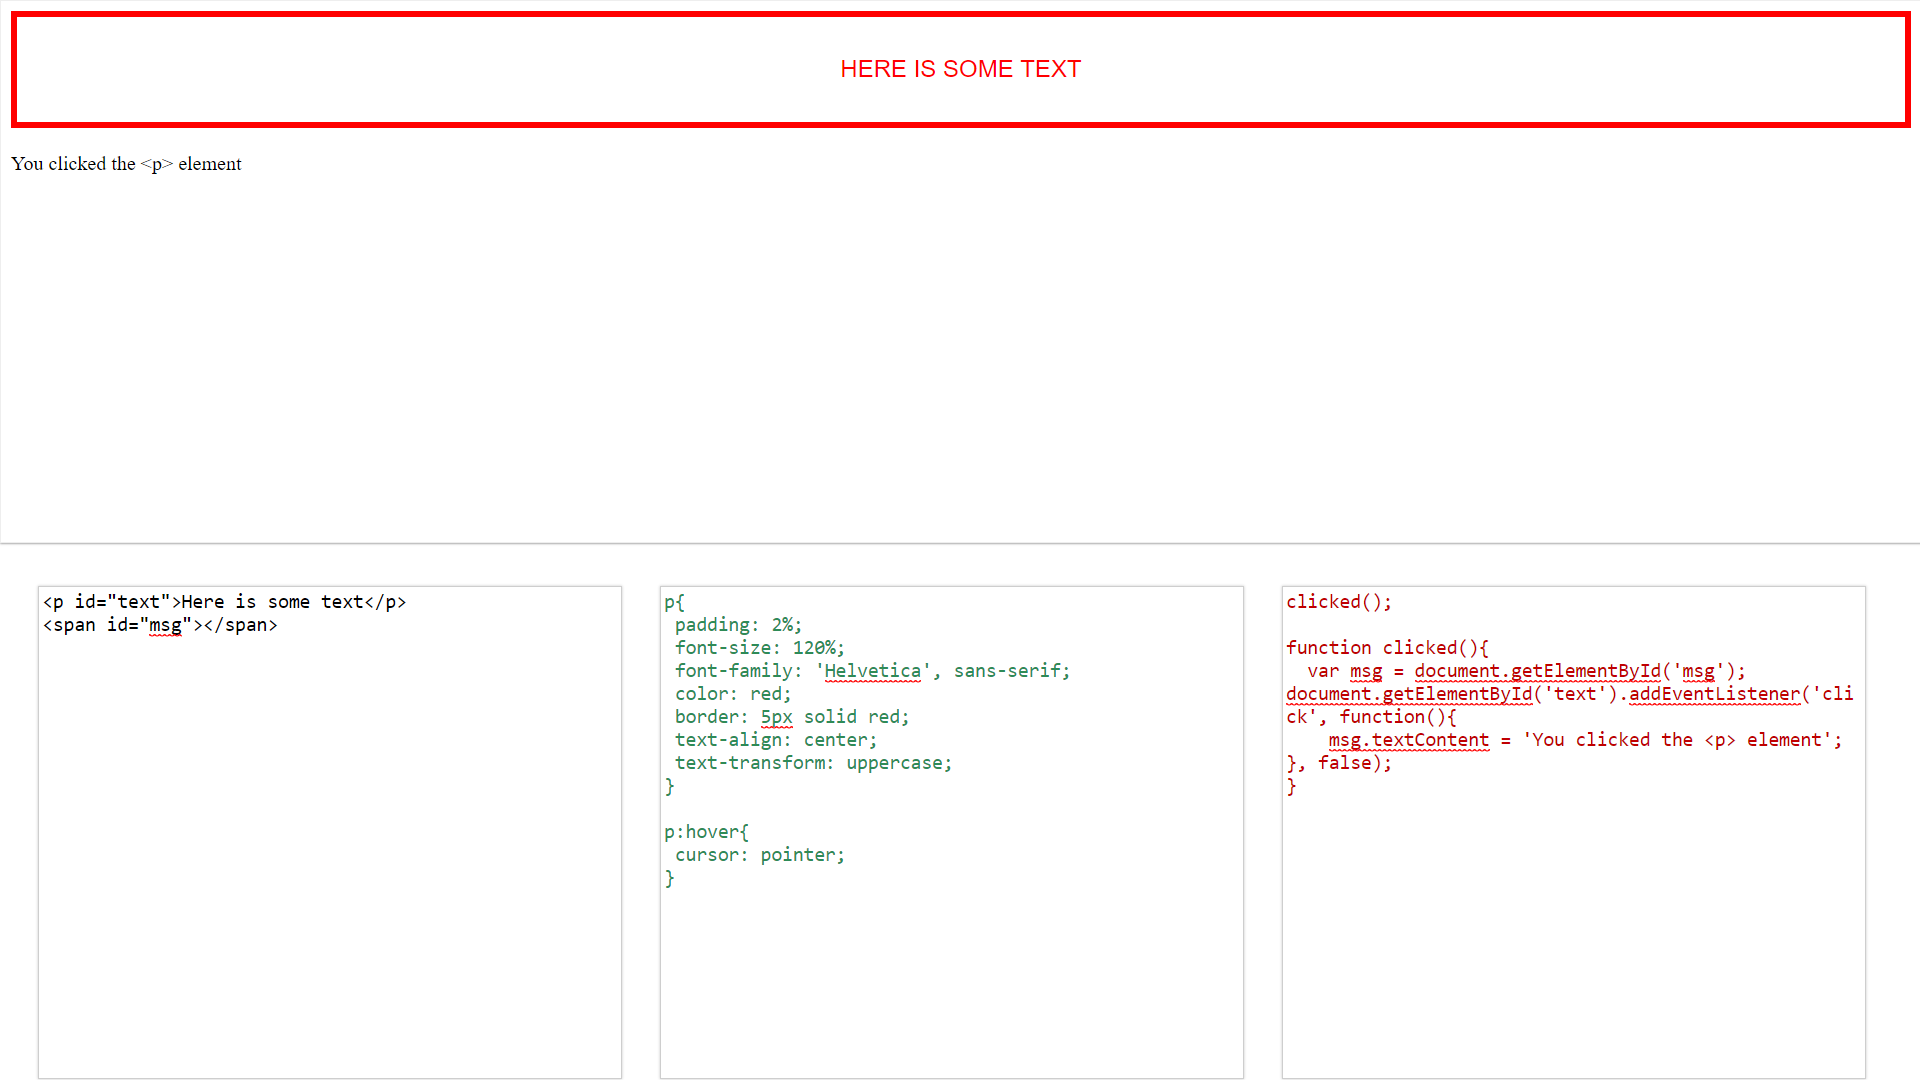 HERE IS SOME TEXT
You clicked the <p> element
<p id="text">Here is some text</p>
<span id="msg"></span>
p{
 padding: 2%;
 font-size: 120%;
 font-family: 'Helvetica', sans-serif;
 color: red;
 border: 5px solid red;
 text-align: center;
 text-transform: uppercase;
}
p:hover{
 cursor: pointer;
}
clicked();
function clicked(){
  var msg = document.getElementById('msg');
document.getElementById('text').addEventListener('cli
ck', function(){
    msg.textContent = 'You clicked the <p> element';
}, false);
}